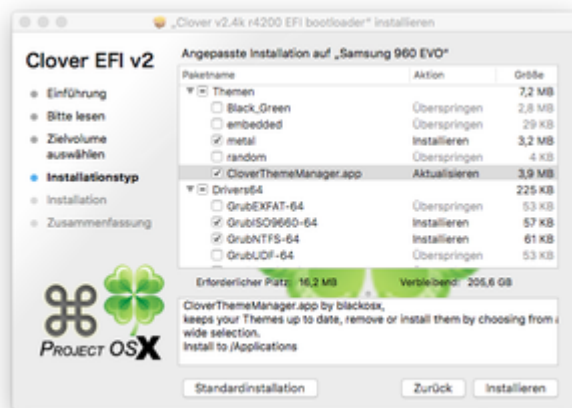 „Clover v2.4k r4200 EFI bootloader“ installieren
Clover EFI v2
Angepasste Installation auf „Samsung 960 EVO“
Einführung
Bitte lesen
Zielvolume
auswählen
Installationstyp
Installation
Zusammenfassung
Paketname Aktion Größe
Themen 7,2 MB
Black_Green Überspringen 2,8 MB
embedded Überspringen 29 KB
metal Installieren 3,2 MB
random Überspringen 4 KB
CloverThemeManager.app Aktualisieren 3,9 MB
Drivers64 225 KB
GrubEXFAT-64 Überspringen 53 KB
GrubISO9660-64 Installieren 57 KB
GrubNTFS-64 Installieren 61 KB
GrubUDF-64 Überspringen 53 KB
Erforderlicher Platz: 16,2 MB Verbleibend: 205,6 GB
CloverThemeManager.app by blackosx,
keeps your Themes up to date, remove or install them by choosing from a
wide selection.
Install to /Applications
PROJECT OSX
Standardinstallation Zurück Installieren